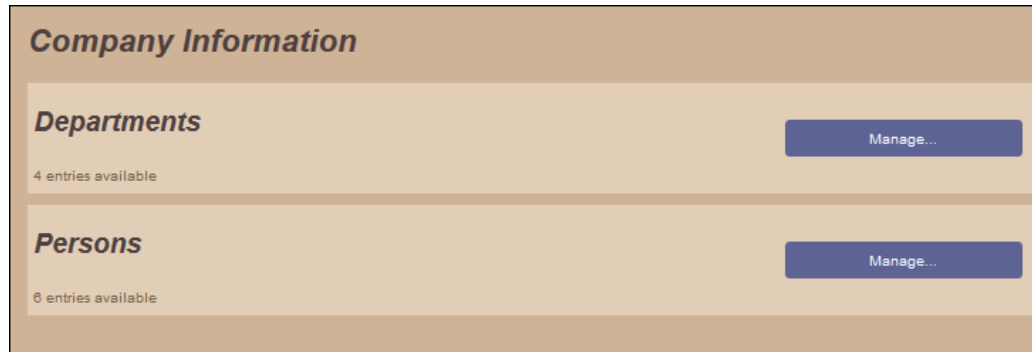 Company Information
Departments
Manage...
4 entries available
Persons
Manage...
6 entries available